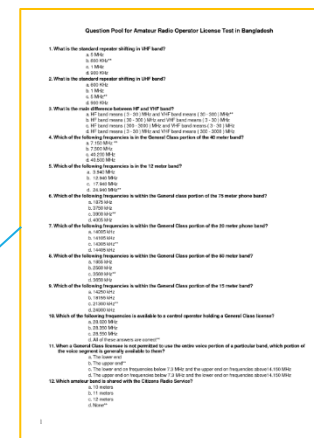 Question Pool for Amateur Radio Operator License Test in Bangladesh
1. What is the standard repeater shifting in VHF band?
a. 5 MHz
b. 600 KHz**
c. 1 MHz
d. 900 KHz
2. What is the standard repeater shifting in UHF band?
a. 600 KHz
b. 1 MHz
c. 5 MHz**
d. 900 KHz
3. What is the main difference between HF and VHF band?
a. HF band means ( 3 - 30 ) MHz and VHF band means ( 30 - 300 ) MHz**
b. HF band means ( 30 - 300 ) MHz and VHF band means ( 3 - 30 ) MHz
c. HF band means ( 300 - 3000 ) MHz and VHF band means ( 3 - 30 ) MHz
d. HF band means ( 3 - 30 ) MHz and VHF band means ( 300 - 3000 ) MHz
4. Which of the following frequencies is in the General Class portion of the 40 meter band?
a. 7.150 MHz **
b. 7.500 MHz
c. 40.200 MHz
d. 40.500 MHz
5. Which of the following frequencies is in the 12 meter band?
a. 3.940 MHz
b. 12.940 MHz
c. 17.940 MHz
d. 24.940 MHz**
6. Which of the following frequencies is within the General class portion of the 75 meter phone band?
a. 1875 KHz
b. 3750 KHz
c. 3900 KHz**
d. 4005 KHz
7. Which of the following frequencies is within the General Class portion of the 20 meter phone band?
a. 14005 kHz
b. 14105 kHz
c. 14305 kHz**
d. 14405 kHz
8. Which of the following frequencies is within the General Class portion of the 80 meter band?
a. 1855 kHz
b. 2560 kHz
c. 3560 kHz**
d. 3650 kHz
9. Which of the following frequencies is within the General class portion of the 15 meter band?
a. 14250 kHz
b. 18155 kHz
c. 21300 kHz**
d. 24900 kHz
10. Which of the following frequencies is available to a control operator holding a General Class license?
a. 28.020 MHz
b. 28.350 MHz
c. 28.550 MHz
d. All of these answers are correct**
11. When a General Class licensee is not permitted to use the entire voice portion of a particular band, which portion of
the voice segment is generally available to them?
a. The lower end
b. The upper end**
c. The lower end on frequencies below 7.3 MHz and the upper end on frequencies above 14.150 MHz
d. The upper end on frequencies below 7.3 MHz and the lower end on frequencies above 14.150 MHz
12. Which amateur band is shared with the Citizens Radio Service?
a. 10 meters
b. 11 meters
c. 12 meters
d. None**
1